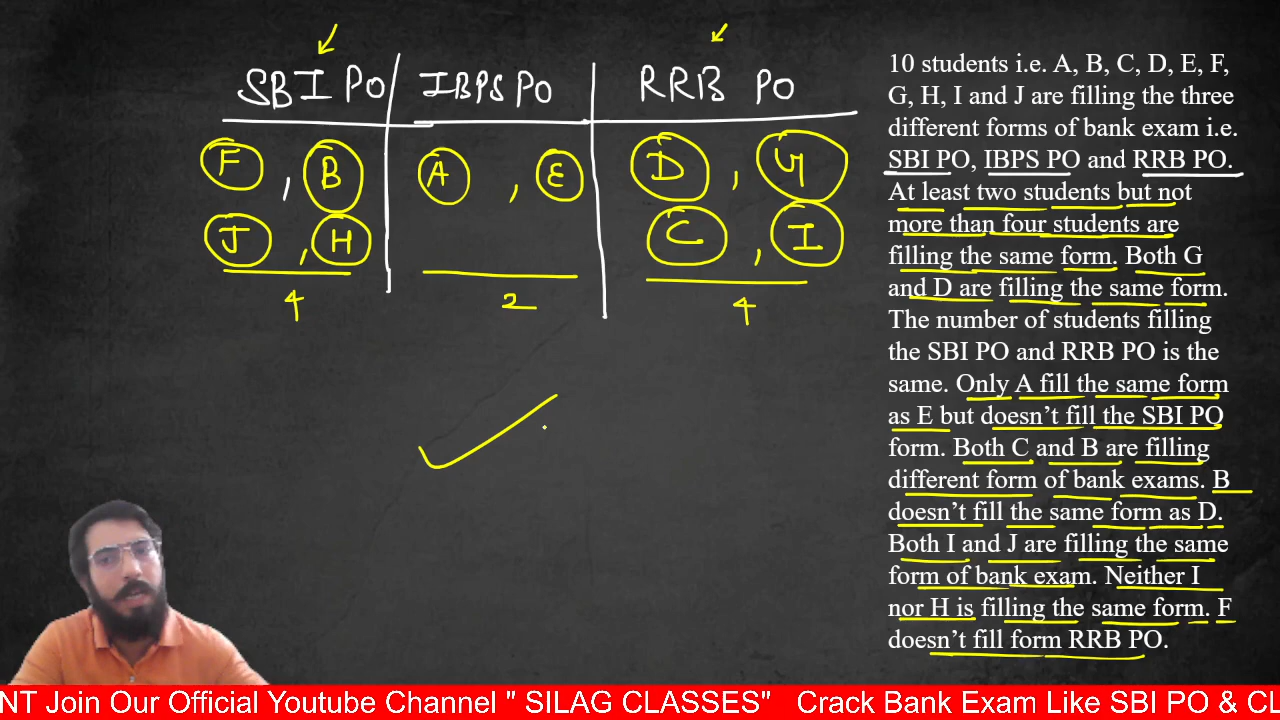 SBI PO IBPS PO RRB PO
F , B A , E D , G
J , H C , I
4 2 4
10 students i.e. A, B, C, D, E, F,
G, H, I and J are filling the three
different forms of bank exam i.e.
SBI PO, IBPS PO and RRB PO.
At least two students but not
more than four students are
filling the same form. Both G
and D are filling the same form.
The number of students filling
the SBI PO and RRB PO is the
same. Only A fill the same form
as E but doesn’t fill the SBI PO
form. Both C and B are filling
different form of bank exams. B
doesn’t fill the same form as D.
Both I and J are filling the same
form of bank exam. Neither I
nor H is filling the same form. F
doesn’t fill form RRB PO.
NT Join Our Official Youtube Channel " SILAG CLASSES" Crack Bank Exam Like SBI PO & CL